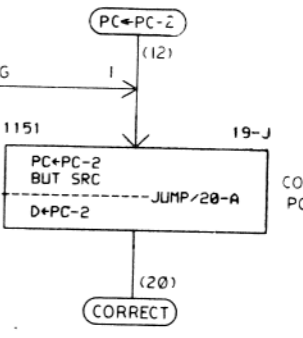 PC←PC-2
(12)
G 1
1151 19-J
PC←PC-2
BUT SRC
JUMP/20-A
D←PC-2
CO
PC
(20)
CORRECT